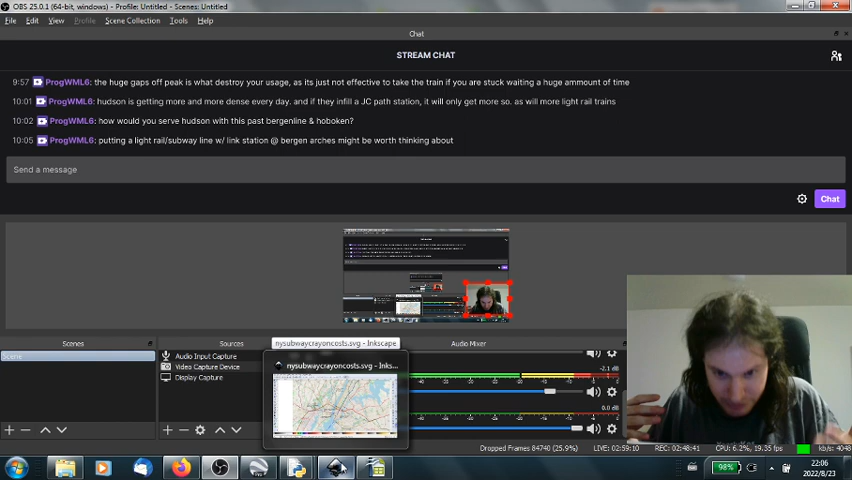 OBS 25.0.1 (64-bit, windows) - Profile: Untitled - Scenes: Untitled
File Edit View Profile Scene Collection Tools Help
Chat
STREAM CHAT
9:57 ProgWML6: the huge gaps off peak is what destroy your usage, as its just not effective to take the train if you are stuck waiting a huge ammount of time
10:01 ProgWML6: hudson is getting more and more dense every day. and if they infill a JC path station, it will only get more so. as will more light rail trains
10:02 ProgWML6: how would you serve hudson with this past bergenline & hoboken?
10:05 ProgWML6: putting a light rail/subway line w/ link station @ bergen arches might be worth thinking about
Send a message
Chat
Scenes
Sources
nysubwaycrayoncosts.svg - Inkscape
Audio Mixer
Scene
Audio Input Capture
Video Capture Device
Display Capture
nysubwaycrayoncosts.svg - Inks...
-2.1 dB
0.0 dB
Dropped Frames 84740 (25.9%) LIVE: 02:59:10 REC: 02:48:41 CPU: 6.2%, 19.35 fps kb/s: 4048
98%
22:06
2022/8/23